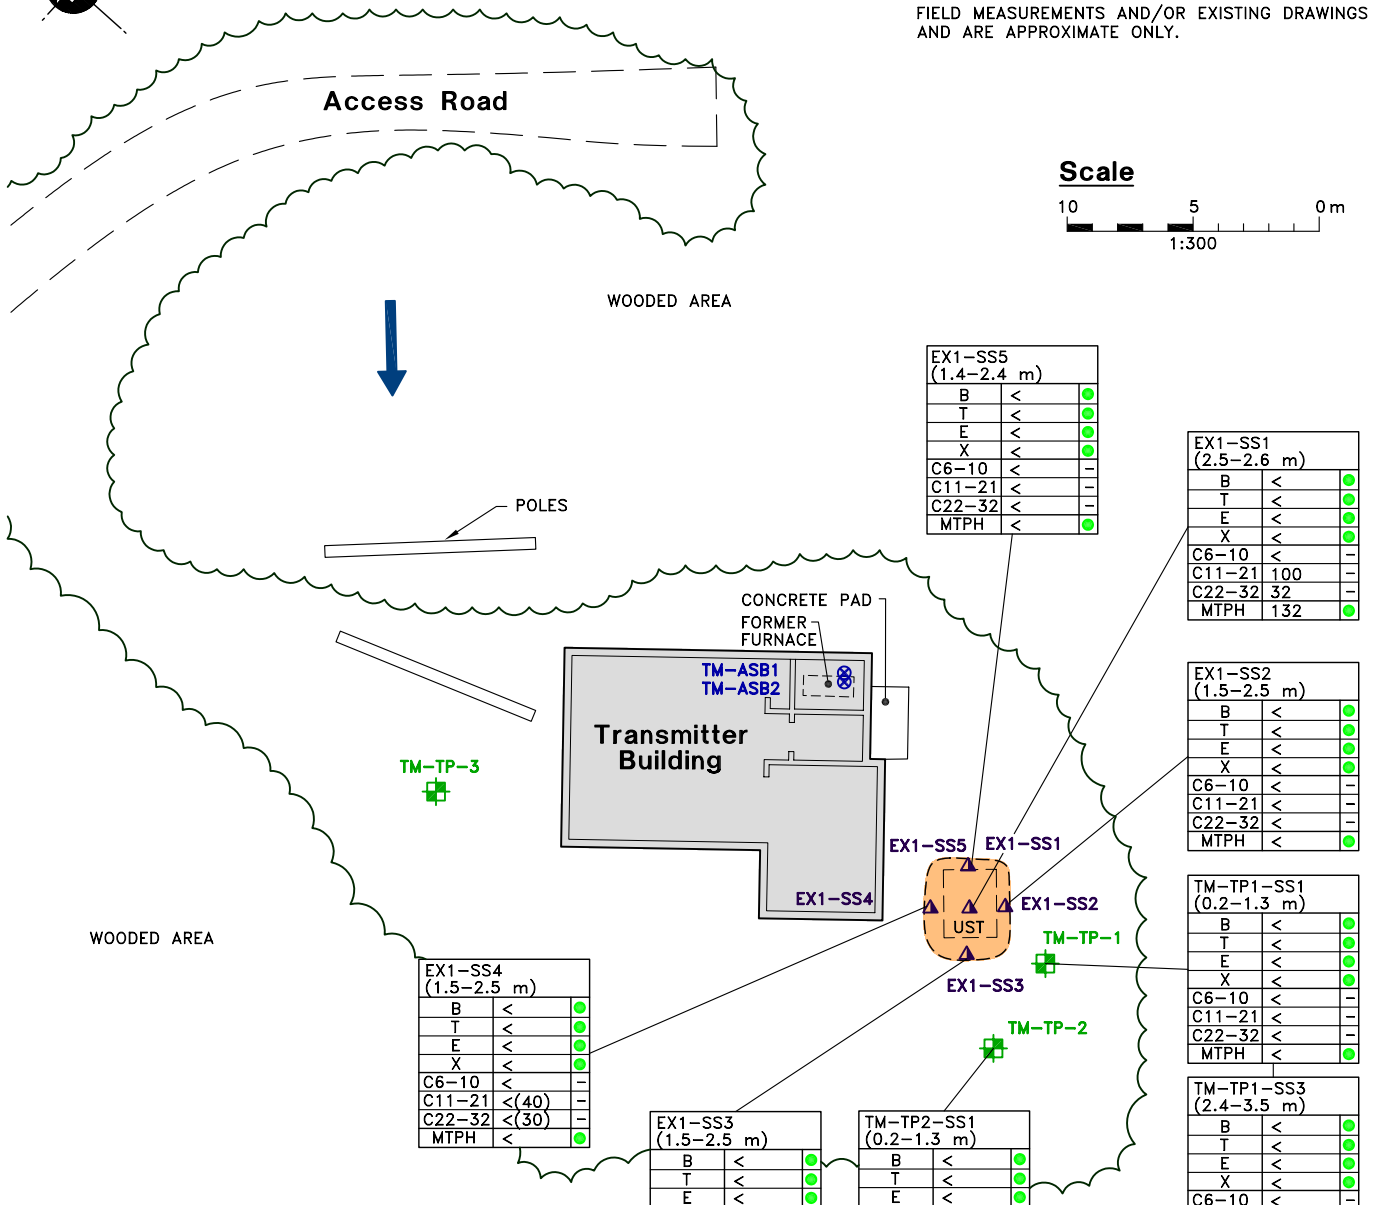 FIELD MEASUREMENTS AND/OR EXISTING DRAWINGS
AND ARE APPROXIMATE ONLY.
Access Road
Scale
10 5 0 m
1:300
WOODED AREA
EX1-SS5
(1.4-2.4 m)
B <
T <
E <
X <
C6-10 < -
C11-21 < -
C22-32 < -
MTPH <
EX1-SS1
(2.5-2.6 m)
B <
T <
E <
X <
C6-10 < -
C11-21 100 -
C22-32 32 -
MTPH 132
POLES
CONCRETE PAD
FORMER
FURNACE
TM-ASB1
TM-ASB2
Transmitter
Building
TM-TP-3
EX1-SS2
(1.5-2.5 m)
B <
T <
E <
X <
C6-10 < -
C11-21 < -
C22-32 < -
MTPH <
EX1-SS5 EX1-SS1
EX1-SS4
EX1-SS2
UST
TM-TP-1
EX1-SS3
TM-TP-2
TM-TP1-SS1
(0.2-1.3 m)
B <
T <
E <
X <
C6-10 < -
C11-21 < -
C22-32 < -
MTPH <
WOODED AREA
EX1-SS4
(1.5-2.5 m)
B <
T <
E <
X <
C6-10 < -
C11-21 <(40) -
C22-32 <(30) -
MTPH <
EX1-SS3
(1.5-2.5 m)
B <
T <
E <
TM-TP2-SS1
(0.2-1.3 m)
B <
T <
E <
TM-TP1-SS3
(2.4-3.5 m)
B <
T <
E <
X <
C6-10 < -